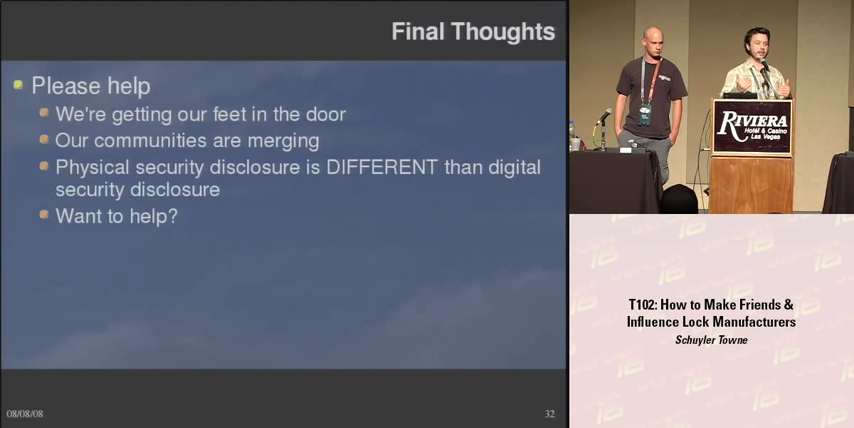 Final Thoughts
Please help
We're getting our feet in the door
Our communities are merging
Physical security disclosure is DIFFERENT than digital
security disclosure
Want to help?
08/08/08
32
RIVIERA
Hotel & Casino
Las Vegas
T102: How to Make Friends &
Influence Lock Manufacturers
Schuyler Towne